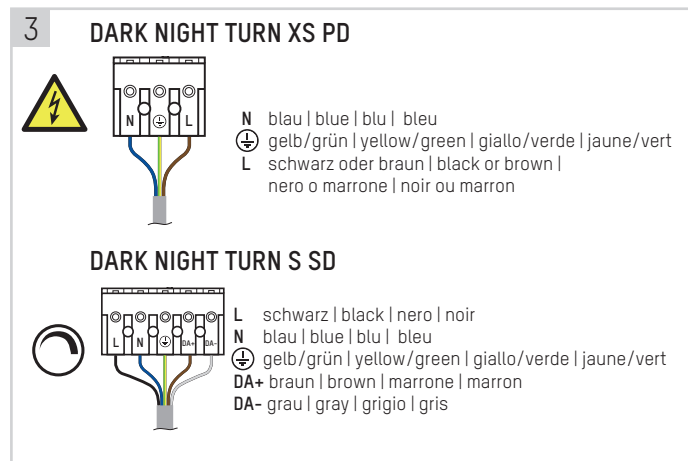 3
DARK NIGHT TURN XS PD
N ⏚ L
N blau | blue | blu | bleu
⏚ gelb/grün | yellow/green | giallo/verde | jaune/vert
L schwarz oder braun | black or brown |
nero o marrone | noir ou marron
DARK NIGHT TURN S SD
L N ⏚ DA+ DA-
L schwarz | black | nero | noir
N blau | blue | blu | bleu
⏚ gelb/grün | yellow/green | giallo/verde | jaune/vert
DA+ braun | brown | marrone | marron
DA- grau | gray | grigio | gris